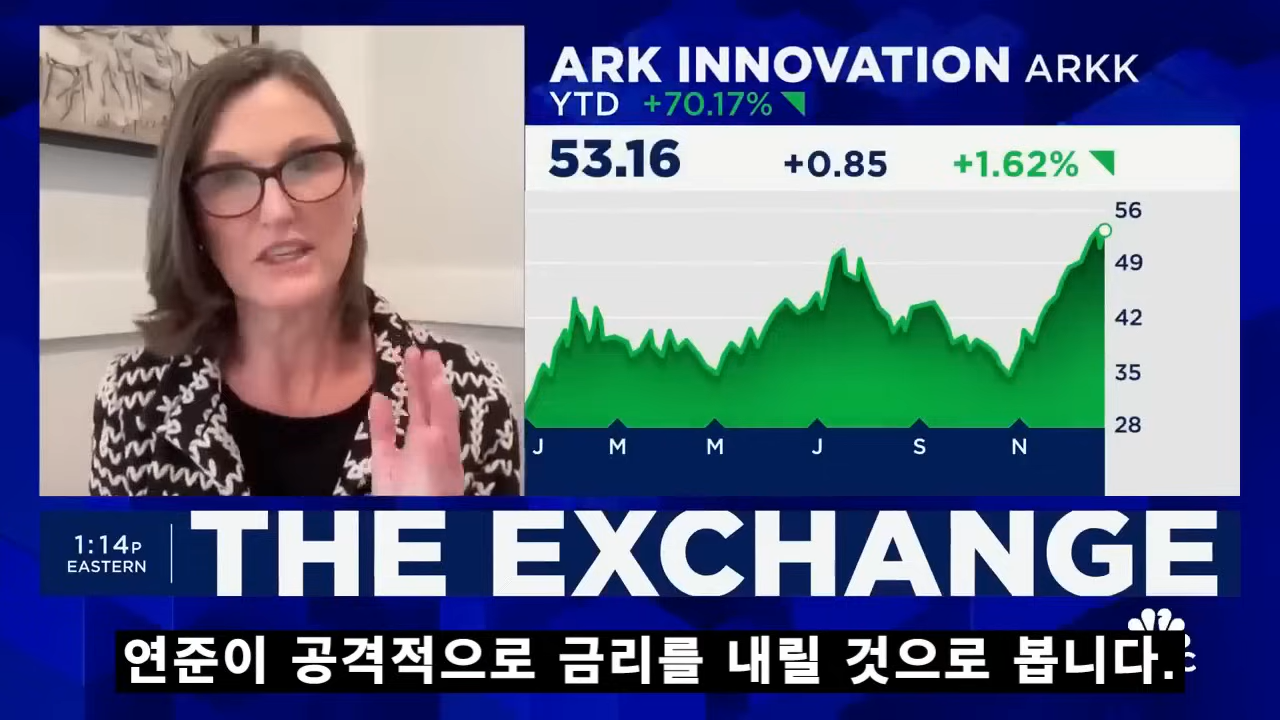 ARK INNOVATION ARKK
YTD +70.17%
53.16 +0.85 +1.62%
56
49
42
35
28
J M M J S N
1:14P
EASTERN
THE EXCHANGE
연준이 공격적으로 금리를 내릴 것으로 봅니다.
C